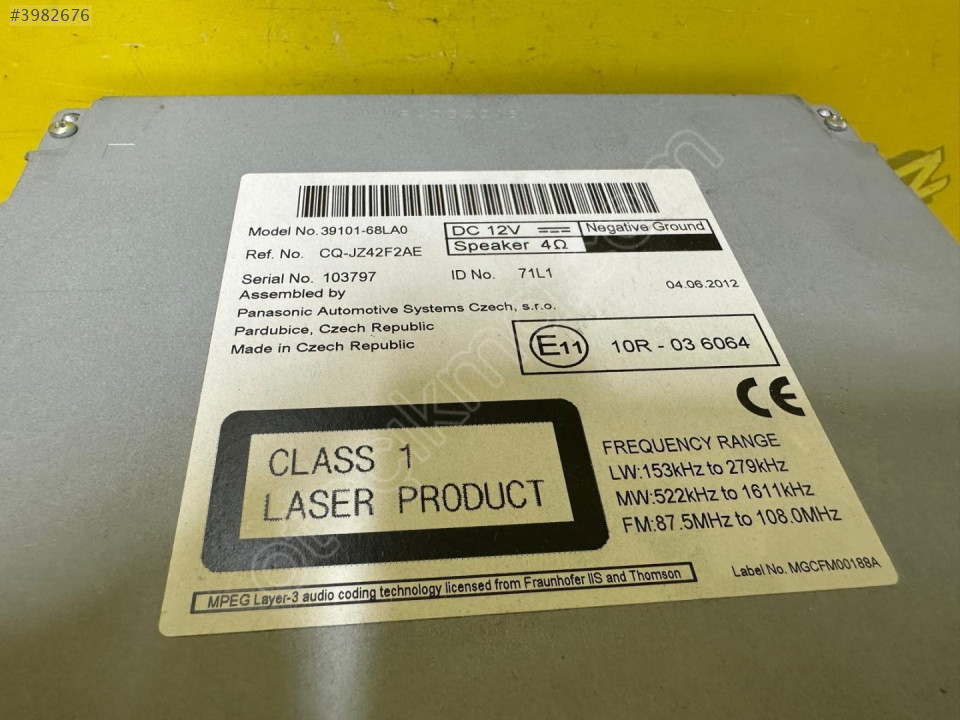 #3982676
Model No. 39101-68LA0
DC 12V
Negative Ground
Ref. No. CQ-JZ42F2AE
Speaker 4Ω
Serial No. 103797
ID No. 71L1
04.06.2012
Assembled by
Panasonic Automotive Systems Czech, s.r.o.
Pardubice, Czech Republic
Made in Czech Republic
E11
10R - 03 6064
CE
CLASS 1
LASER PRODUCT
FREQUENCY RANGE
LW:153kHz to 279kHz
MW:522kHz to 1611kHz
FM:87.5MHz to 108.0MHz
MPEG Layer-3 audio coding technology licensed from Fraunhofer IIS and Thomson
Label No. MGCFM00188A